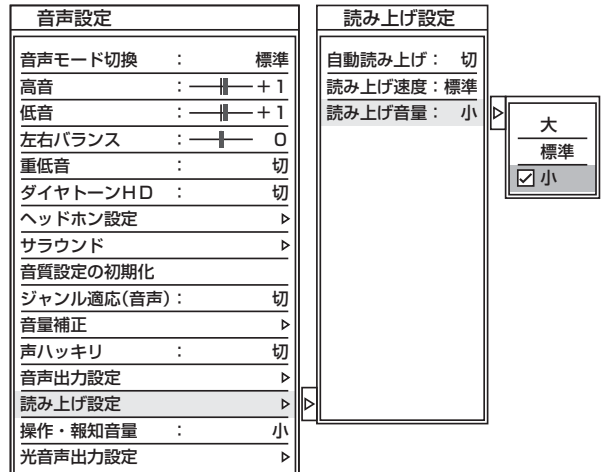 音声設定
音声モード切換 : 標準
高音 : +1
低音 : +1
左右バランス : 0
重低音 : 切
ダイヤトーンHD : 切
ヘッドホン設定
サラウンド
音質設定の初期化
ジャンル適応(音声) : 切
音量補正
声ハッキリ : 切
音声出力設定
読み上げ設定
操作・報知音量 : 小
光音声出力設定
読み上げ設定
自動読み上げ : 切
読み上げ速度 : 標準
読み上げ音量 : 小
大
標準
小